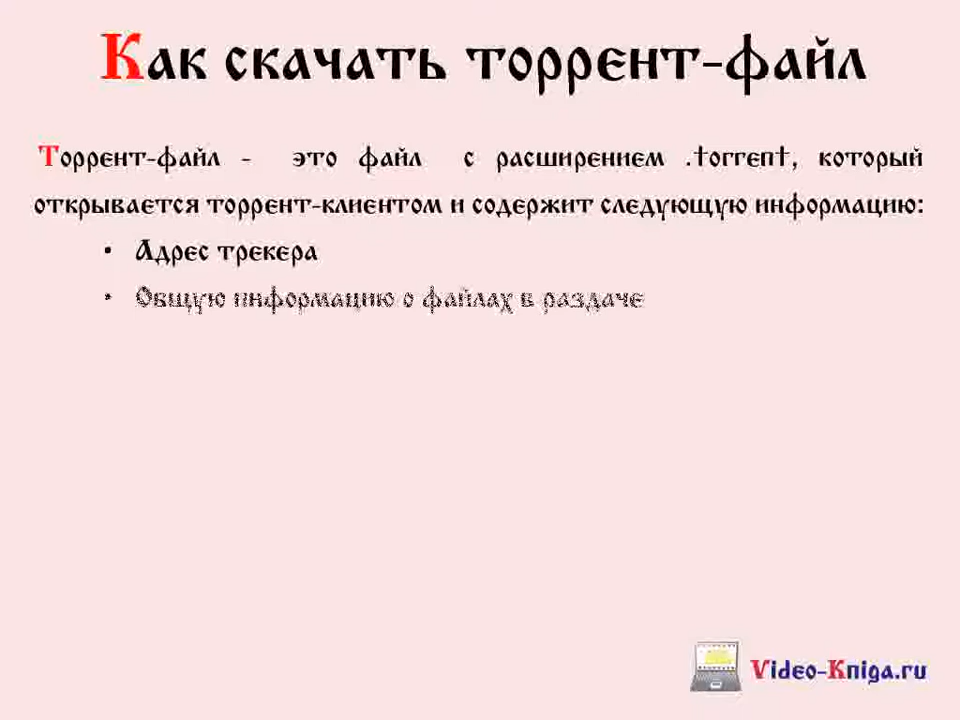 Как скачать торрент-файл
Торрент-файл - это файл с расширением .torrent, который
открывается торрент-клиентом и содержит следующую информацию:
• Адрес трекера
• Общую информацию о файлах в раздаче
Video-Kniga.ru